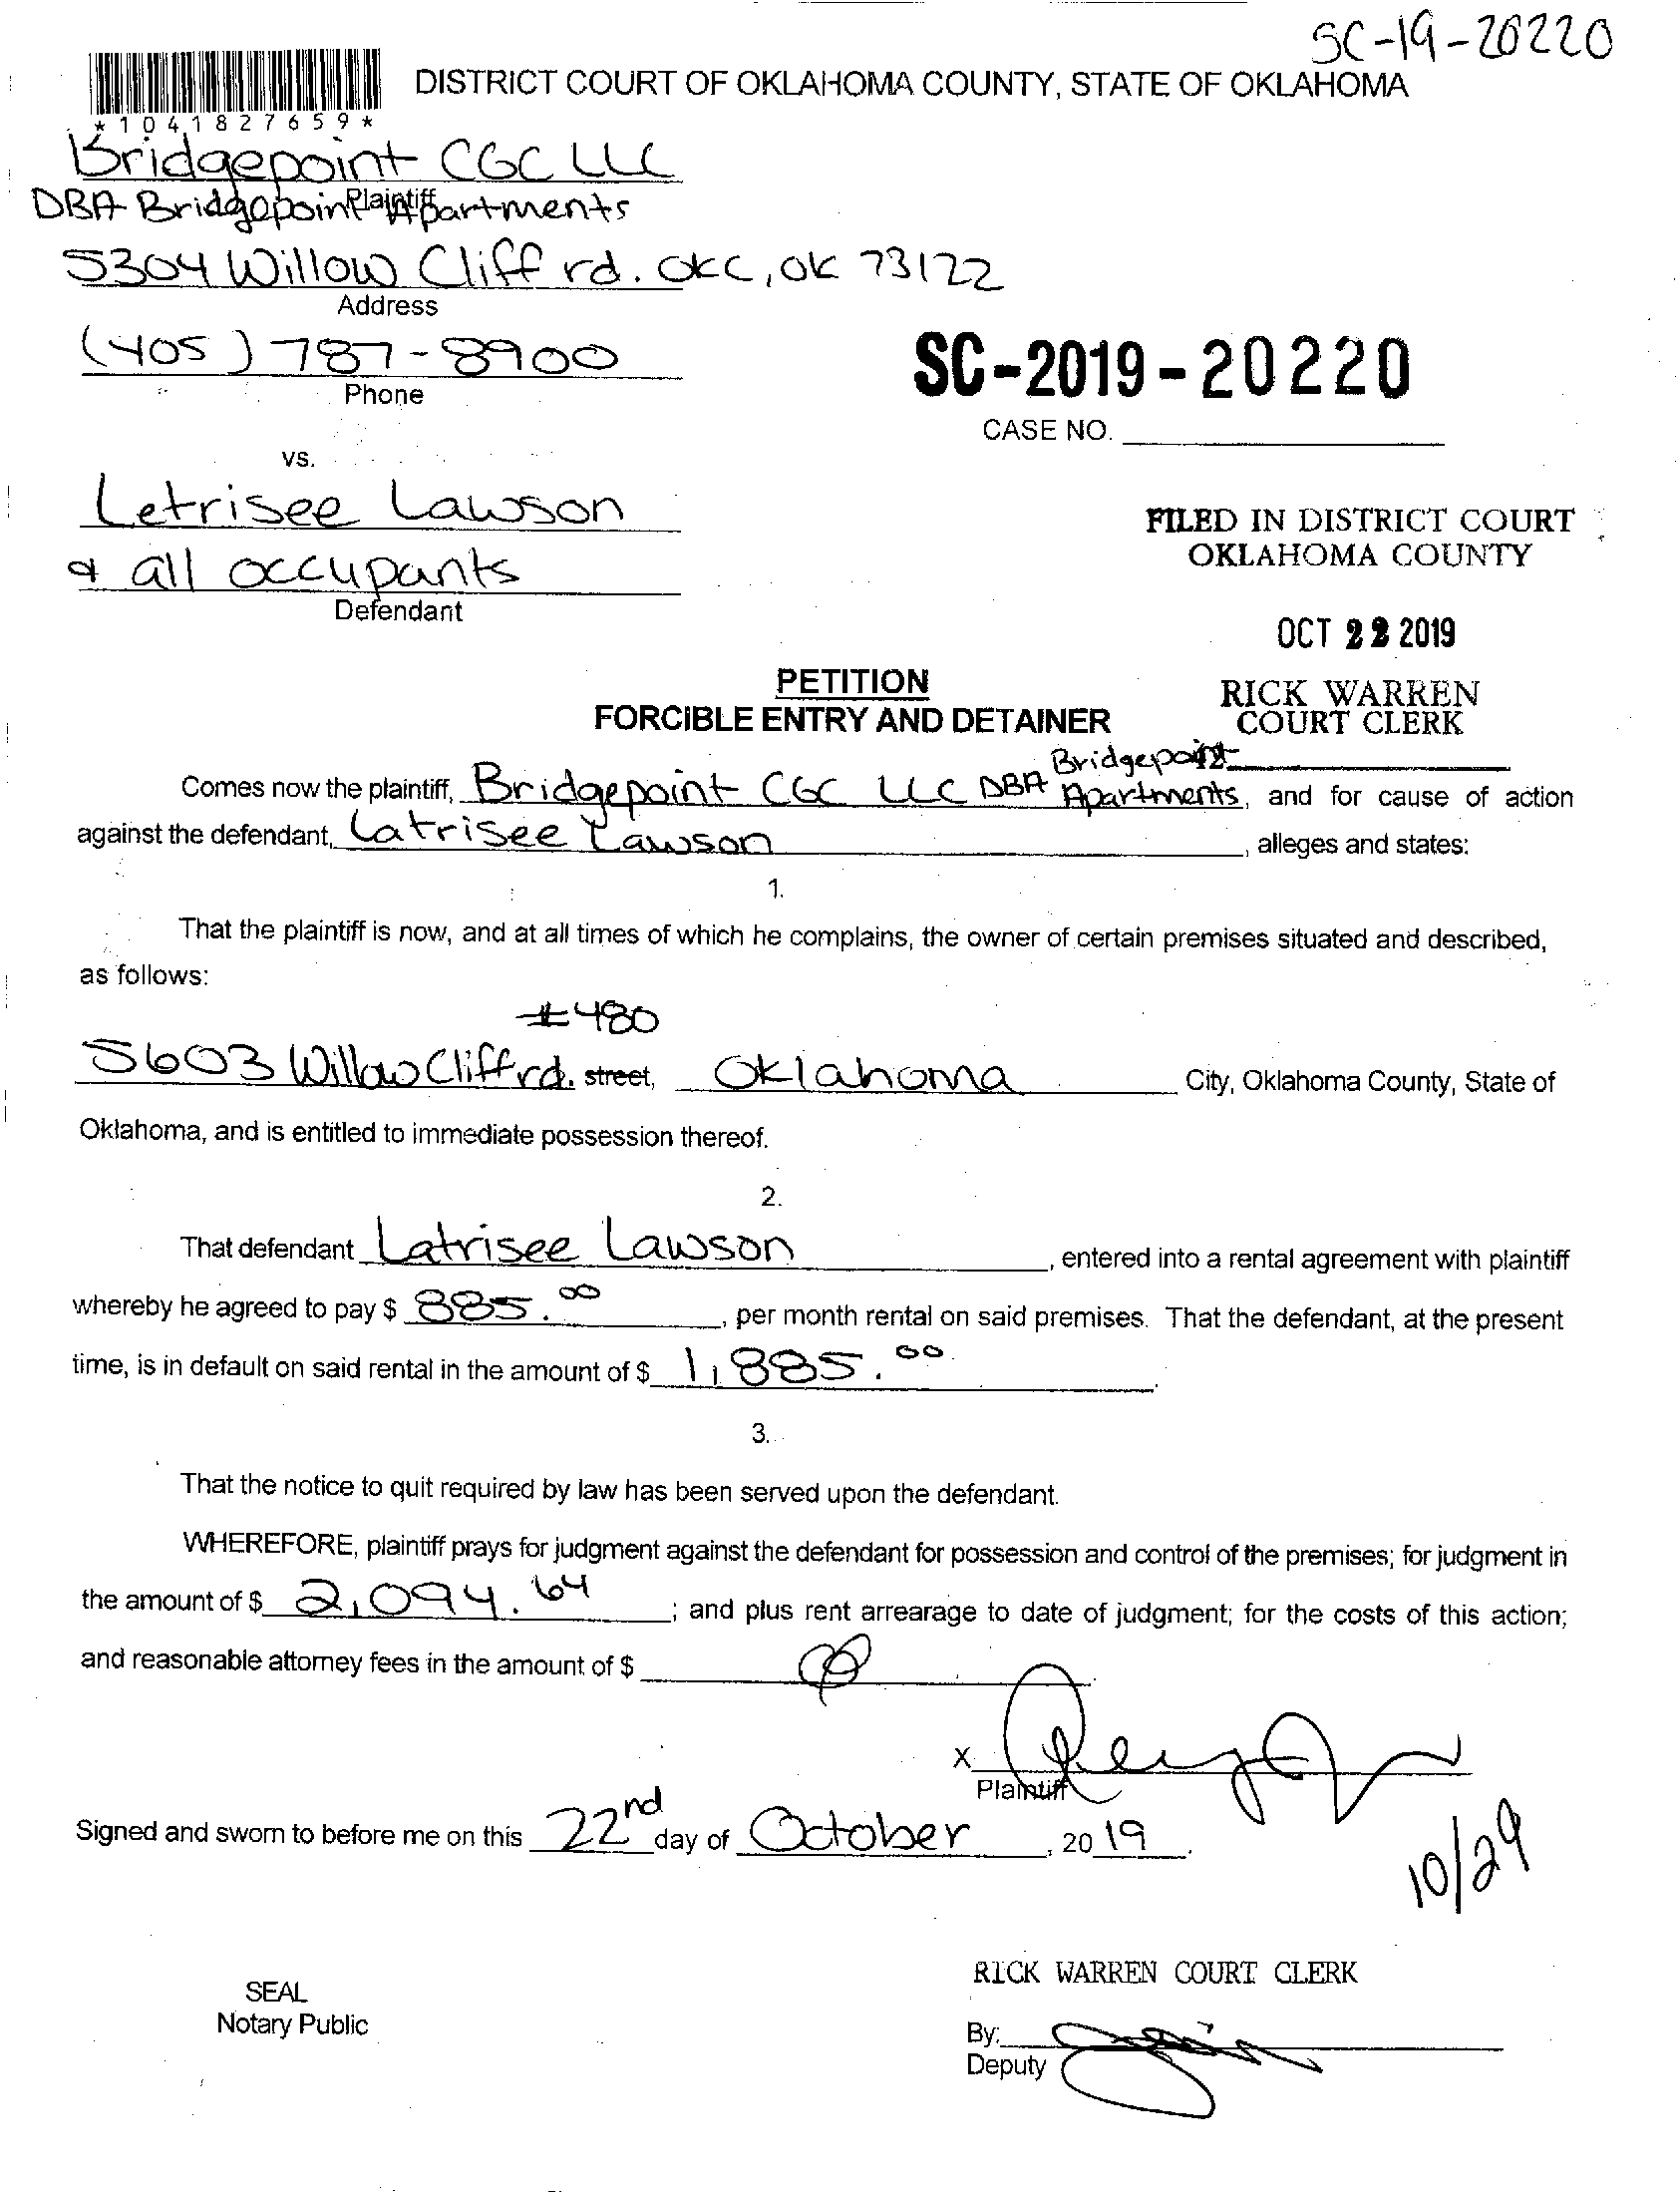 SC-19-20220
DISTRICT COURT OF OKLAHOMA COUNTY, STATE OF OKLAHOMA
*1041827659*
Bridgepoint CGC LLC
Plaintiff
DBA Bridgepoint Apartments
5304 Willow Cliff rd. OKC, OK 73122
Address
(405) 787-8900
Phone
SC-2019-20220
CASE NO.
vs.
Letrisee Lawson
& all occupants
Defendant
FILED IN DISTRICT COURT
OKLAHOMA COUNTY
OCT 22 2019
RICK WARREN
COURT CLERK
PETITION
FORCIBLE ENTRY AND DETAINER
Comes now the plaintiff, Bridgepoint CGC LLC DBA Bridgepoint Apartments, and for cause of action
against the defendant, Latrisee Lawson, alleges and states:
1.
That the plaintiff is now, and at all times of which he complains, the owner of certain premises situated and described,
as follows:
#480
5603 Willow Cliff rd. street, Oklahoma City, Oklahoma County, State of
Oklahoma, and is entitled to immediate possession thereof.
2.
That defendant Latrisee Lawson, entered into a rental agreement with plaintiff
whereby he agreed to pay $ 885.00, per month rental on said premises. That the defendant, at the present
time, is in default on said rental in the amount of $ 1,885.00.
3.
That the notice to quit required by law has been served upon the defendant.
WHEREFORE, plaintiff prays for judgment against the defendant for possession and control of the premises; for judgment in
the amount of $ 2,094.64; and plus rent arrearage to date of judgment; for the costs of this action;
and reasonable attorney fees in the amount of $
X
Plaintiff
Signed and sworn to before me on this 22nd day of October, 2019.
10/29
RICK WARREN COURT CLERK
SEAL
Notary Public
By:
Deputy